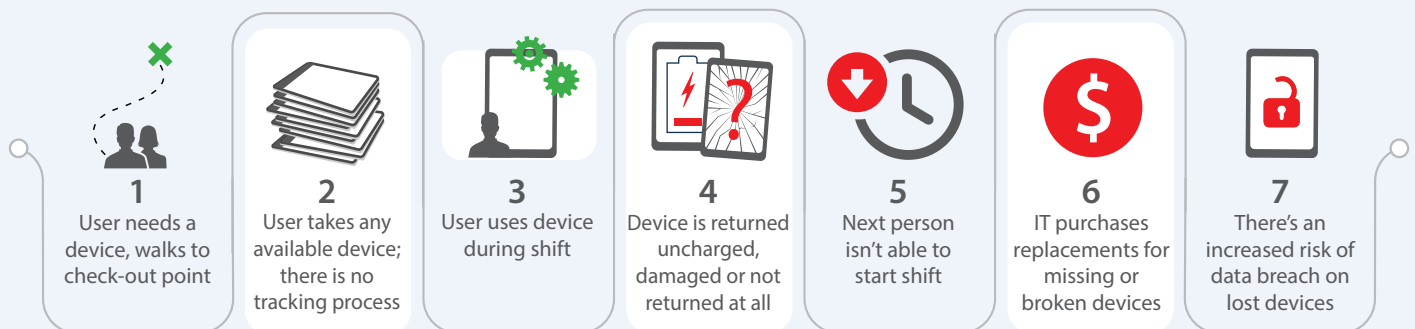 1
User needs a
device, walks to
check-out point
2
User takes any
available device;
there is no
tracking process
3
User uses device
during shift
?
4
Device is returned
uncharged,
damaged or not
returned at all
5
Next person
isn’t able to
start shift
$
6
IT purchases
replacements for
missing or
broken devices
7
There’s an
increased risk of
data breach on
lost devices